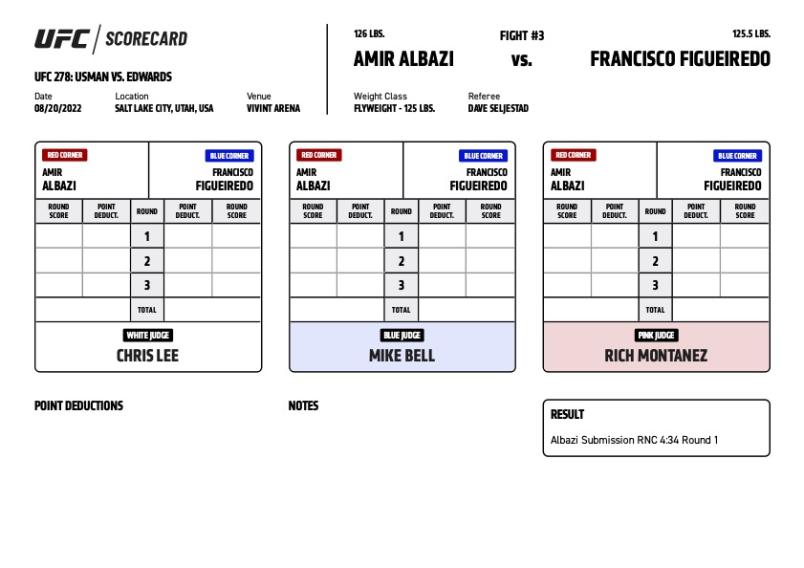 UFC / SCORECARD
UFC 278: USMAN VS. EDWARDS
Date Location Venue
08/20/2022 SALT LAKE CITY, UTAH, USA VIVINT ARENA
126 LBS. FIGHT #3 125.5 LBS.
AMIR ALBAZI VS. FRANCISCO FIGUEIREDO
Weight Class Referee
FLYWEIGHT - 125 LBS. DAVE SELJESTAD
RED CORNER BLUE CORNER
AMIR FRANCISCO
ALBAZI FIGUEIREDO
ROUND SCORE POINT DEDUCT. ROUND POINT DEDUCT. ROUND SCORE
1
2
3
TOTAL
WHITE JUDGE
CHRIS LEE
RED CORNER BLUE CORNER
AMIR FRANCISCO
ALBAZI FIGUEIREDO
ROUND SCORE POINT DEDUCT. ROUND POINT DEDUCT. ROUND SCORE
1
2
3
TOTAL
BLUE JUDGE
MIKE BELL
RED CORNER BLUE CORNER
AMIR FRANCISCO
ALBAZI FIGUEIREDO
ROUND SCORE POINT DEDUCT. ROUND POINT DEDUCT. ROUND SCORE
1
2
3
TOTAL
PINK JUDGE
RICH MONTANEZ
POINT DEDUCTIONS
NOTES
RESULT
Albazi Submission RNC 4:34 Round 1